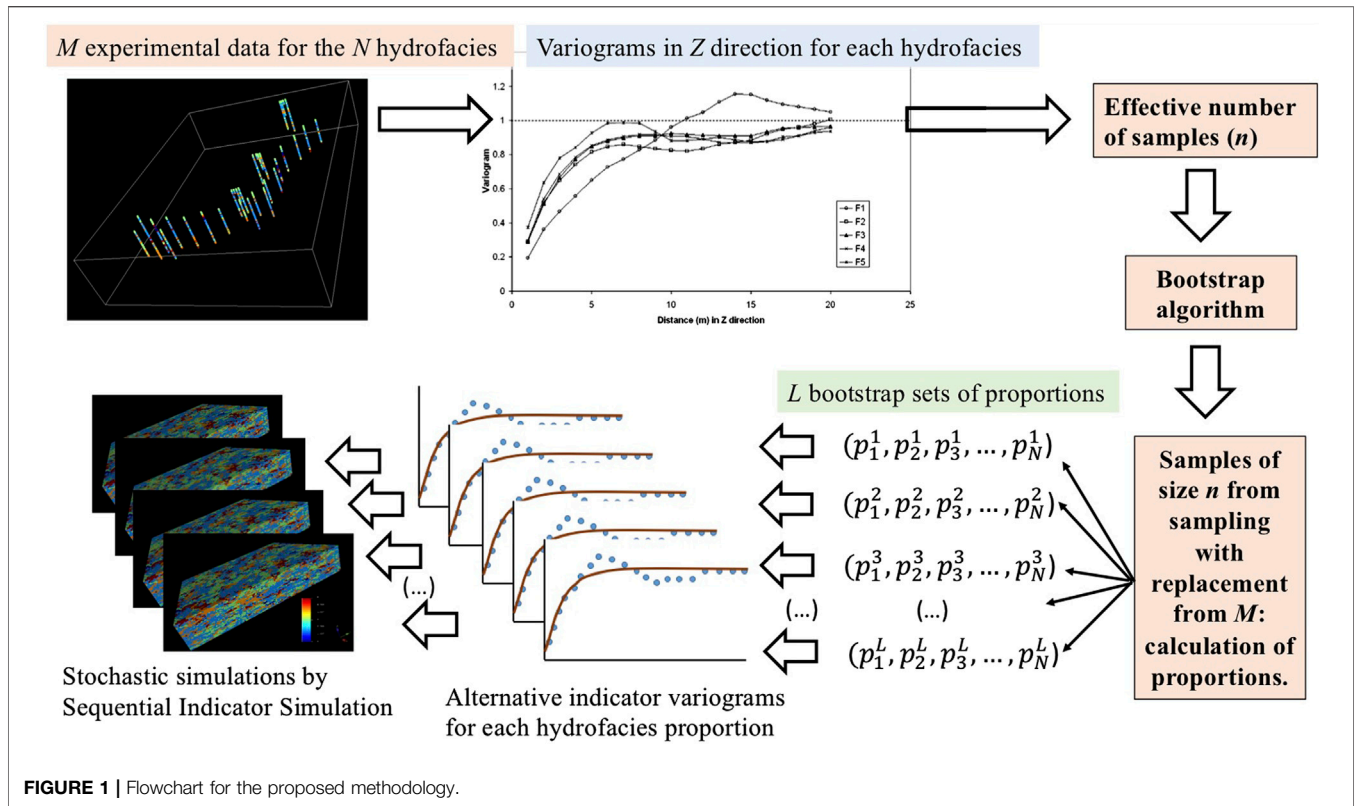 M experimental data for the N hydrofacies
Variograms in Z direction for each hydrofacies
1.2
1
0.8
0.6
0.4
0.2
0
Variogram
F1
F2
F3
F4
F5
0 5 10 15 20 25
Distance (m) in Z direction
Effective number
of samples (n)
Bootstrap
algorithm
Samples of
size n from
sampling
with
replacement
from M:
calculation of
proportions.
L bootstrap sets of proportions
(p₁¹, p₂¹, p₃¹, … , p_N¹)
(p₁², p₂², p₃², … , p_N²)
(p₁³, p₂³, p₃³, … , p_N³)
(...) (...)
(p₁ᴸ, p₂ᴸ, p₃ᴸ, … , p_Nᴸ)
(...)
Alternative indicator variograms
for each hydrofacies proportion
Stochastic simulations by
Sequential Indicator Simulation
FIGURE 1 | Flowchart for the proposed methodology.